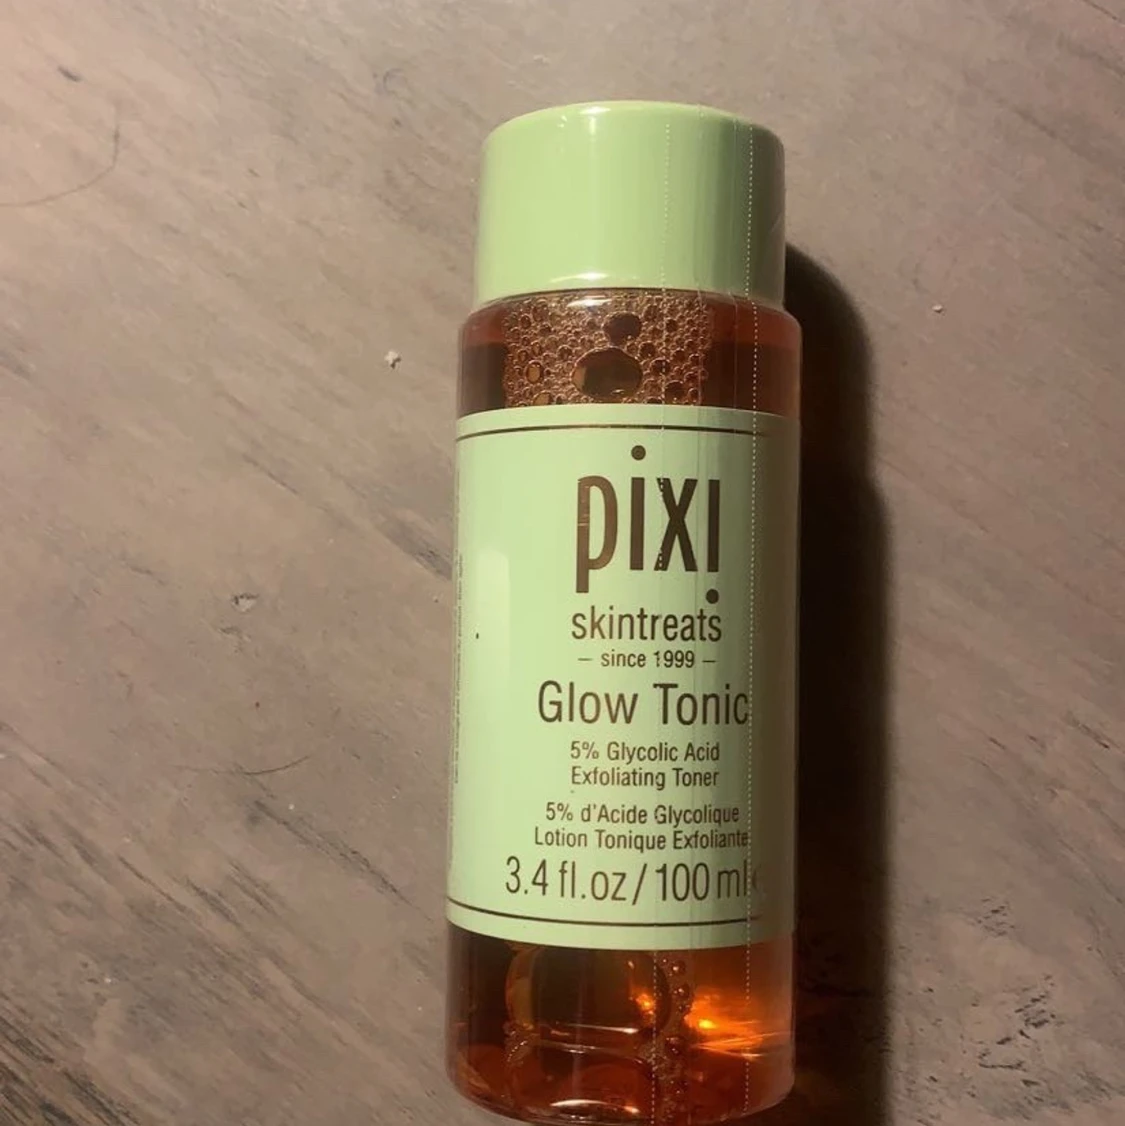 pixi
skintreats
– since 1999 –
Glow Tonic
5% Glycolic Acid
Exfoliating Toner
5% d'Acide Glycolique
Lotion Tonique Exfoliante
3.4 fl.oz/100 ml